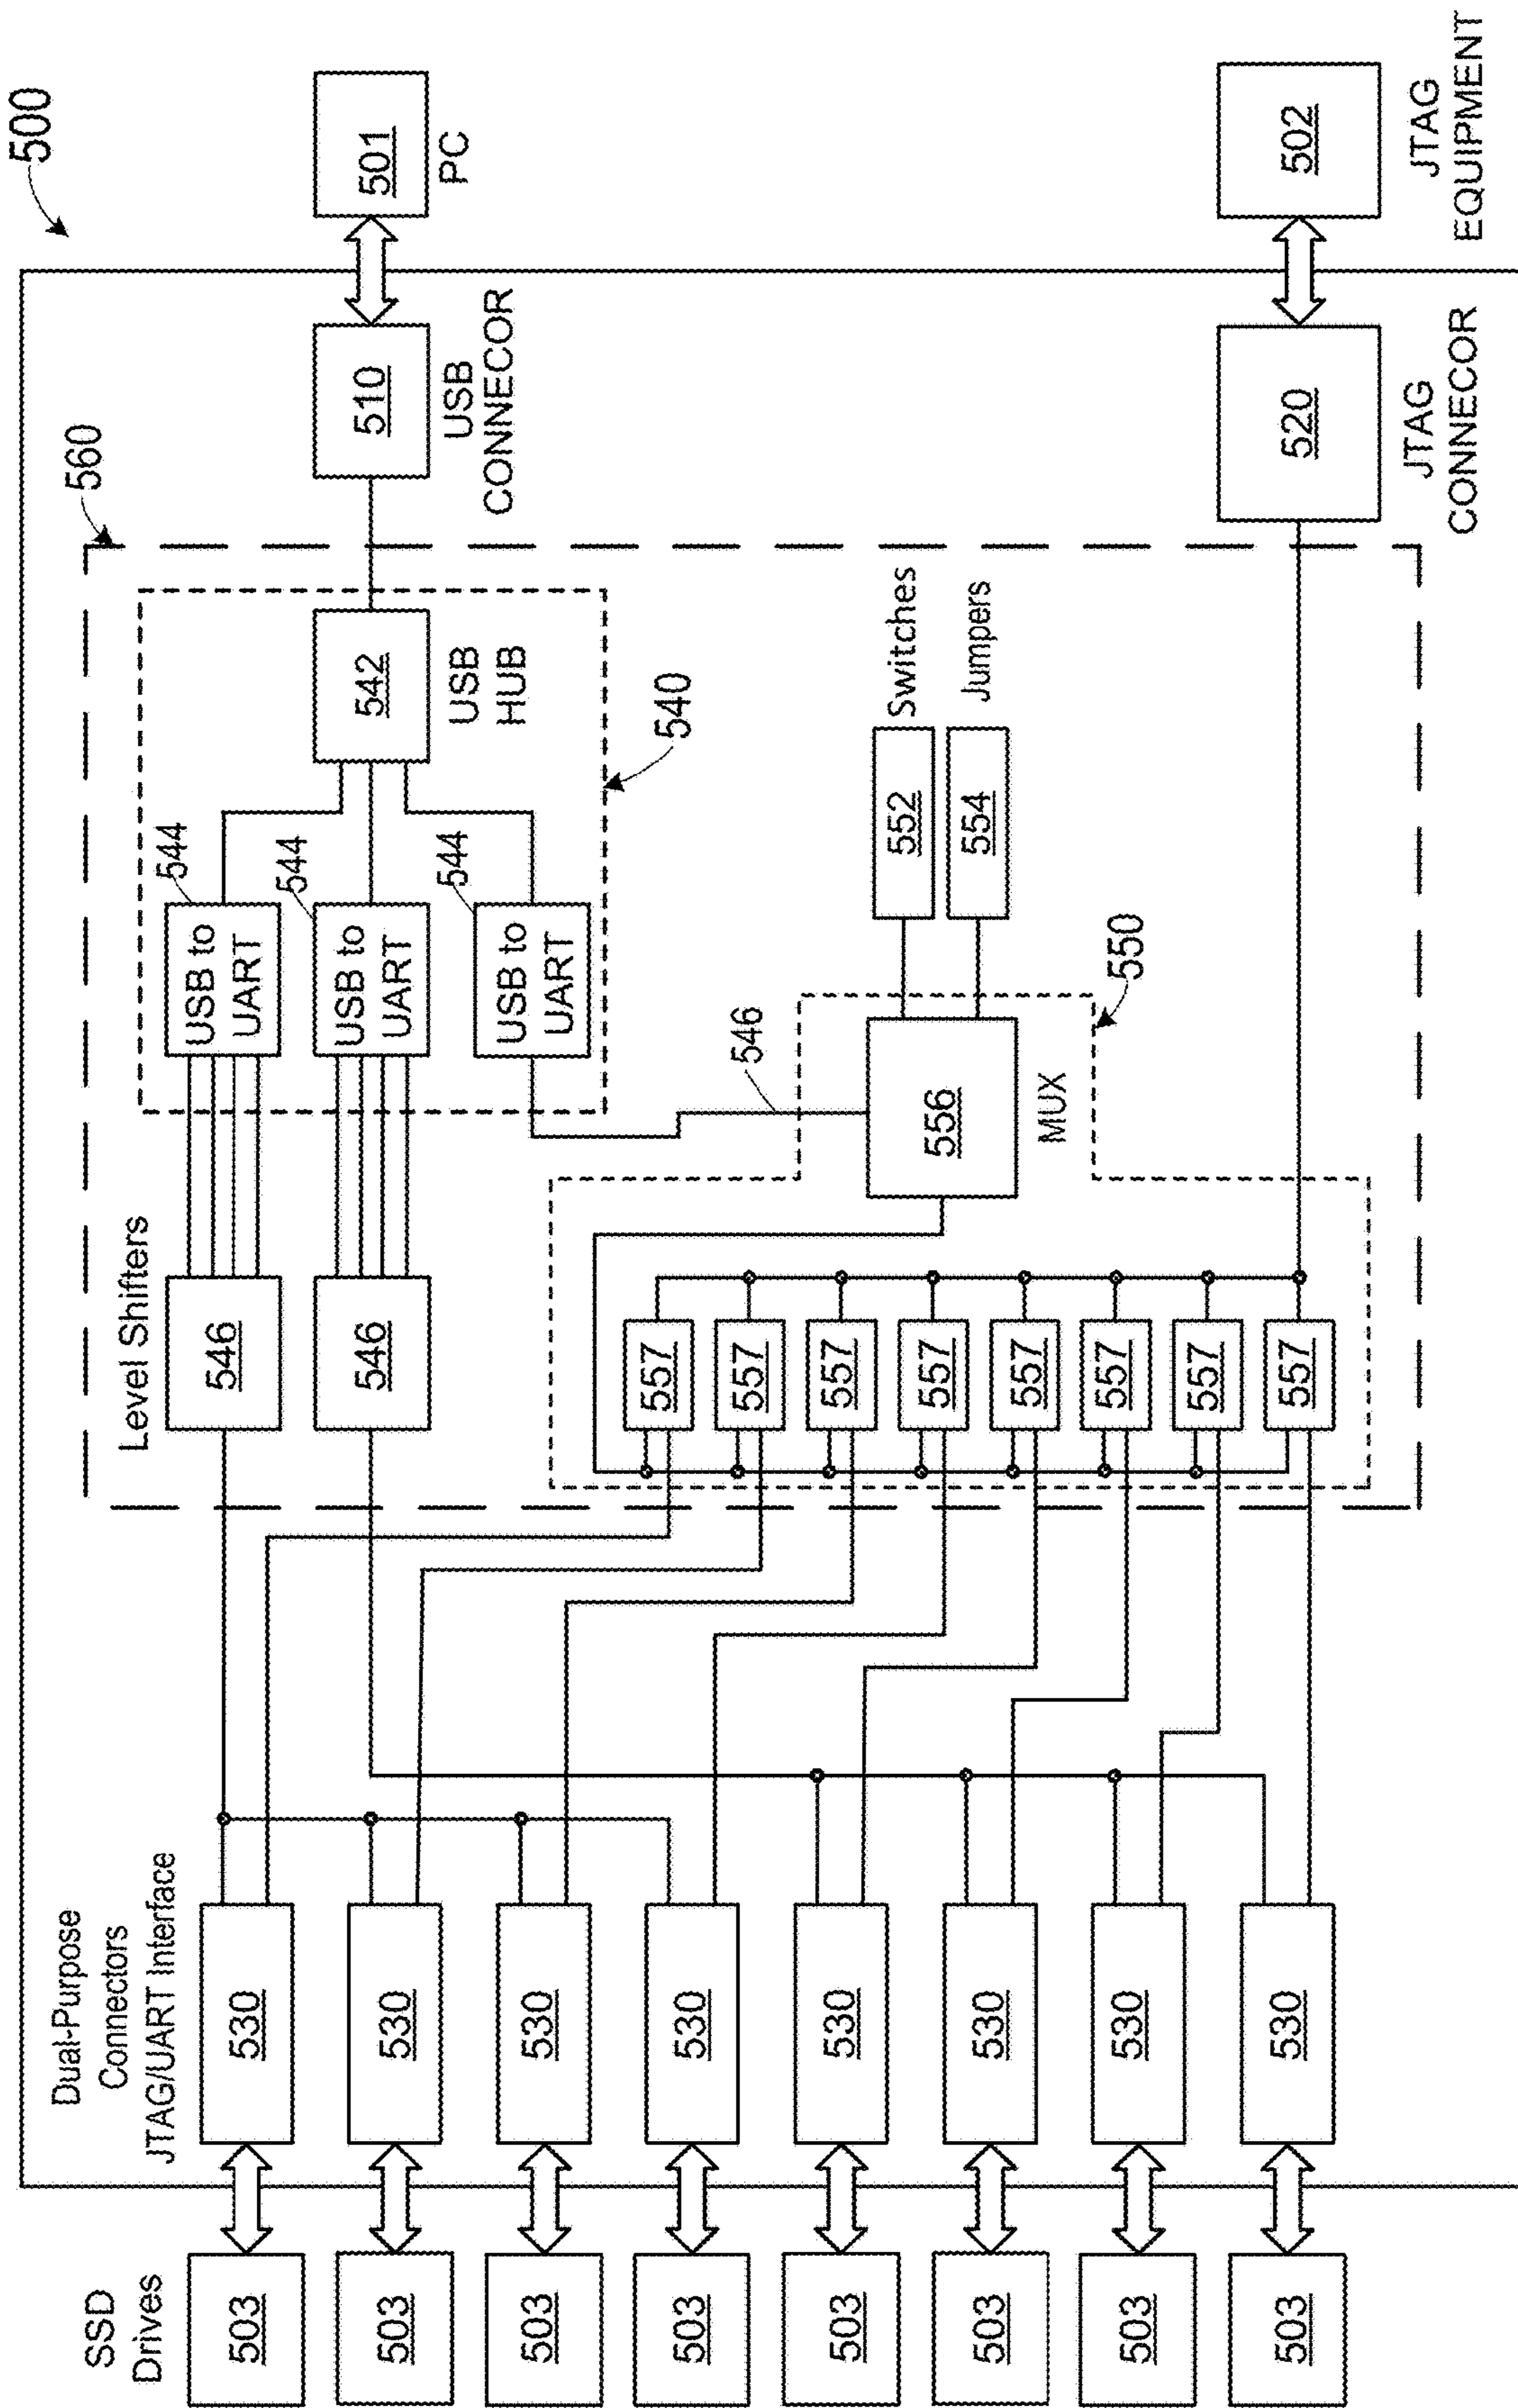 500
SSD
Drives
503
503
503
503
503
503
503
503
Dual-Purpose
Connectors
JTAG/UART Interface
530
530
530
530
530
530
530
530
Level Shifters
546
546
560
USB to
UART
544
USB to
UART
544
USB to
UART
544
542
USB
HUB
540
546
556
MUX
550
552
Switches
554
Jumpers
557
557
557
557
557
557
557
557
510
USB
CONNECOR
501
PC
520
JTAG
CONNECOR
502
JTAG
EQUIPMENT